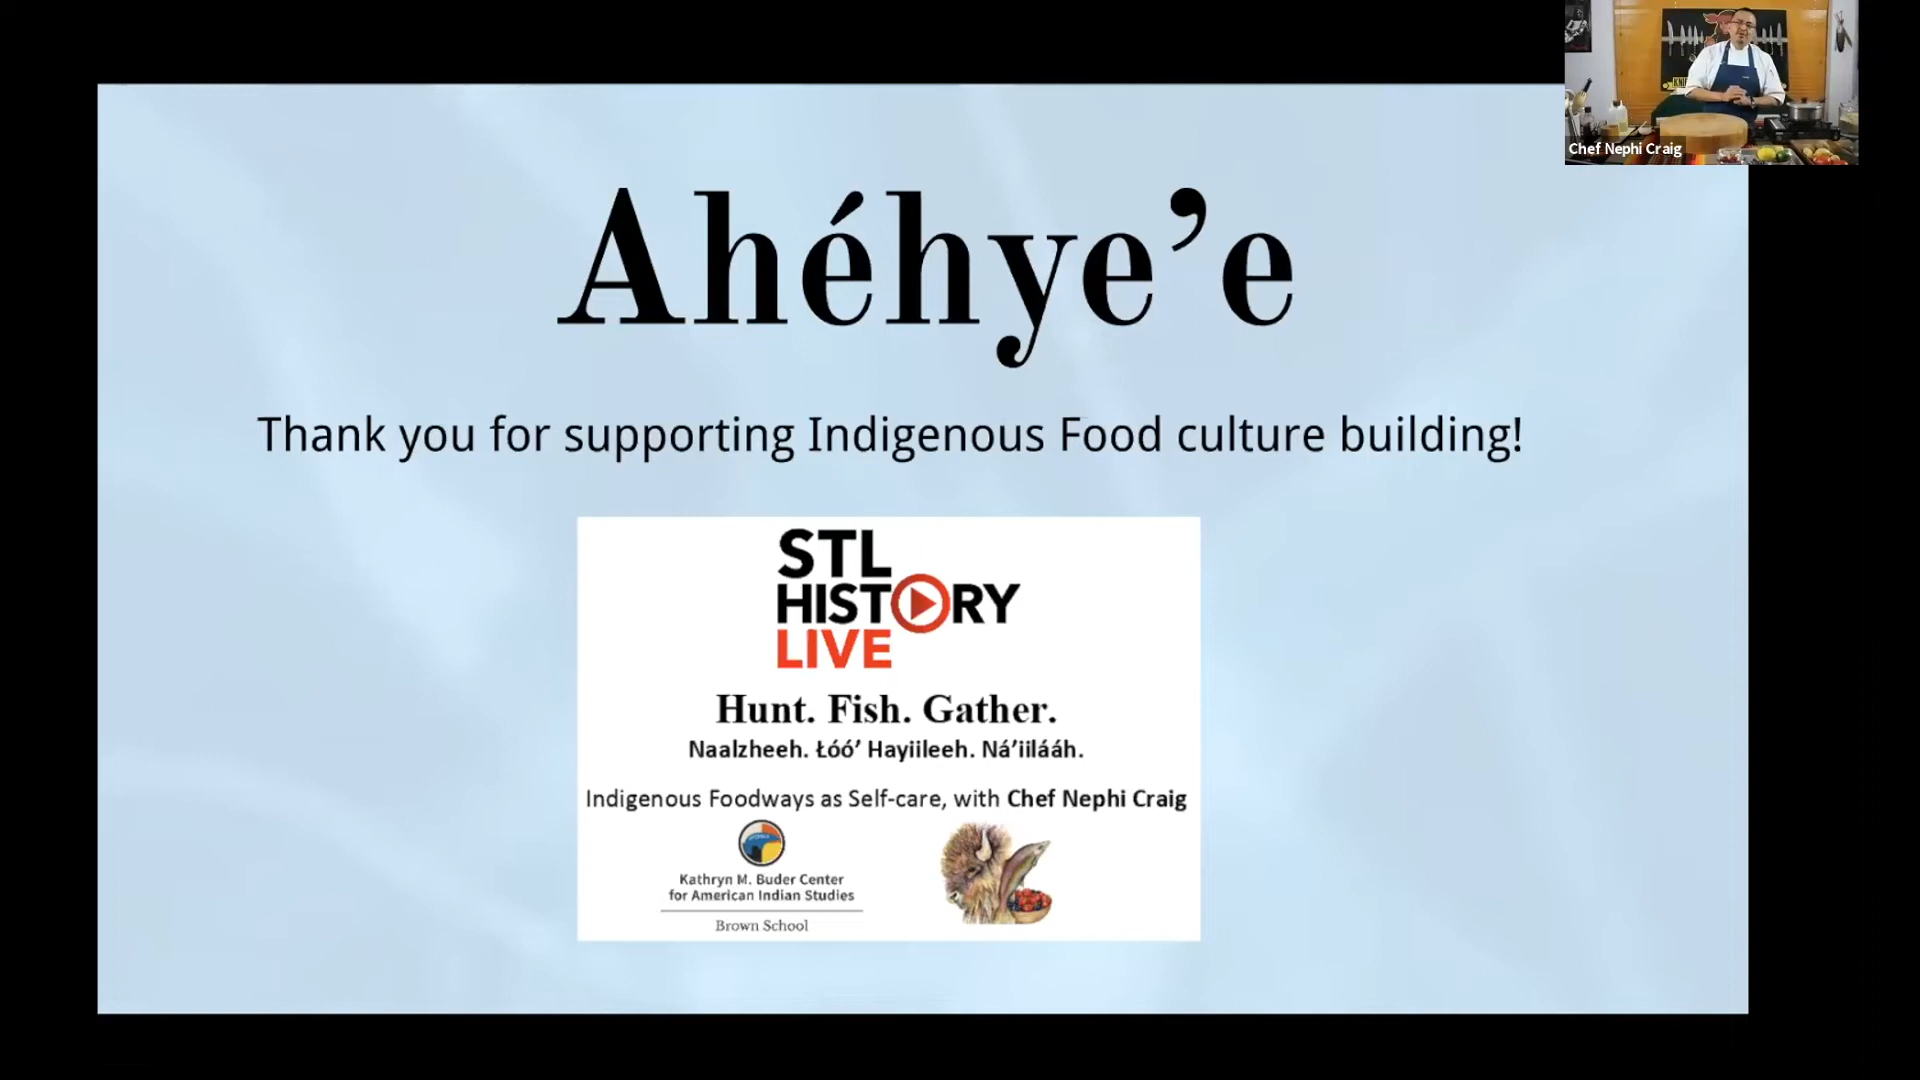 Chef Nephi Craig
Ahéhye’e
Thank you for supporting Indigenous Food culture building!
STL
HISTORY
LIVE
Hunt. Fish. Gather.
Naalzheeh. Łóó’ Hayiileeh. Ná’iilááh.
Indigenous Foodways as Self-care, with Chef Nephi Craig
Kathryn M. Buder Center
for American Indian Studies
Brown School